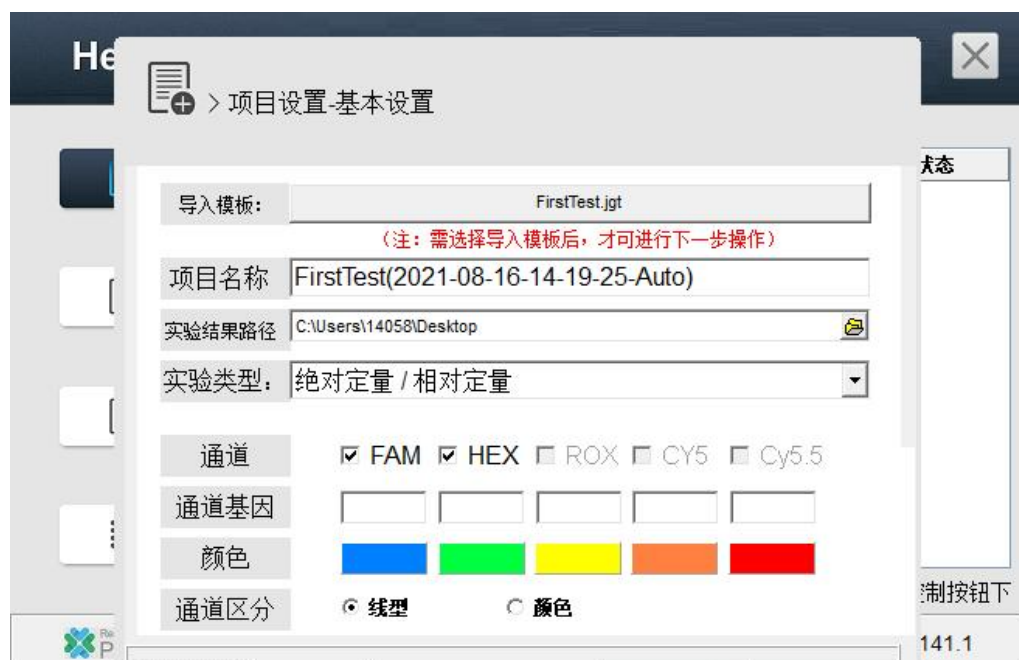 He
> 项目设置-基本设置
状态
导入模板: FirstTest.jgt
(注: 需选择导入模板后，才可进行下一步操作)
项目名称 FirstTest(2021-08-16-14-19-25-Auto)
实验结果路径 C:\Users\14058\Desktop
实验类型: 绝对定量 / 相对定量
通道 FAM HEX ROX CY5 Cy5.5
通道基因
颜色
通道区分 线型 颜色
制按钮下
Re
P
141.1